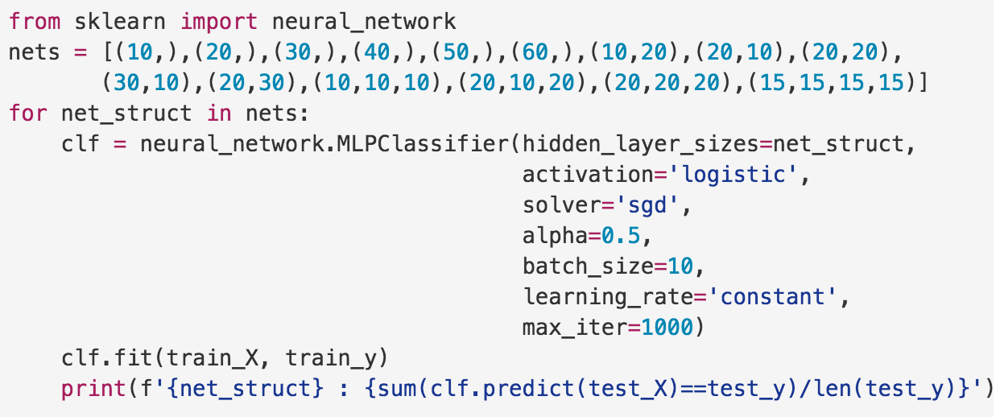 from sklearn import neural_network
nets = [(10,),(20,),(30,),(40,),(50,),(60,),(10,20),(20,10),(20,20),
       (30,10),(20,30),(10,10,10),(20,10,20),(20,20,20),(15,15,15,15)]
for net_struct in nets:
    clf = neural_network.MLPClassifier(hidden_layer_sizes=net_struct,
                                       activation='logistic',
                                       solver='sgd',
                                       alpha=0.5,
                                       batch_size=10,
                                       learning_rate='constant',
                                       max_iter=1000)
    clf.fit(train_X, train_y)
    print(f'{net_struct} : {sum(clf.predict(test_X)==test_y)/len(test_y)}')